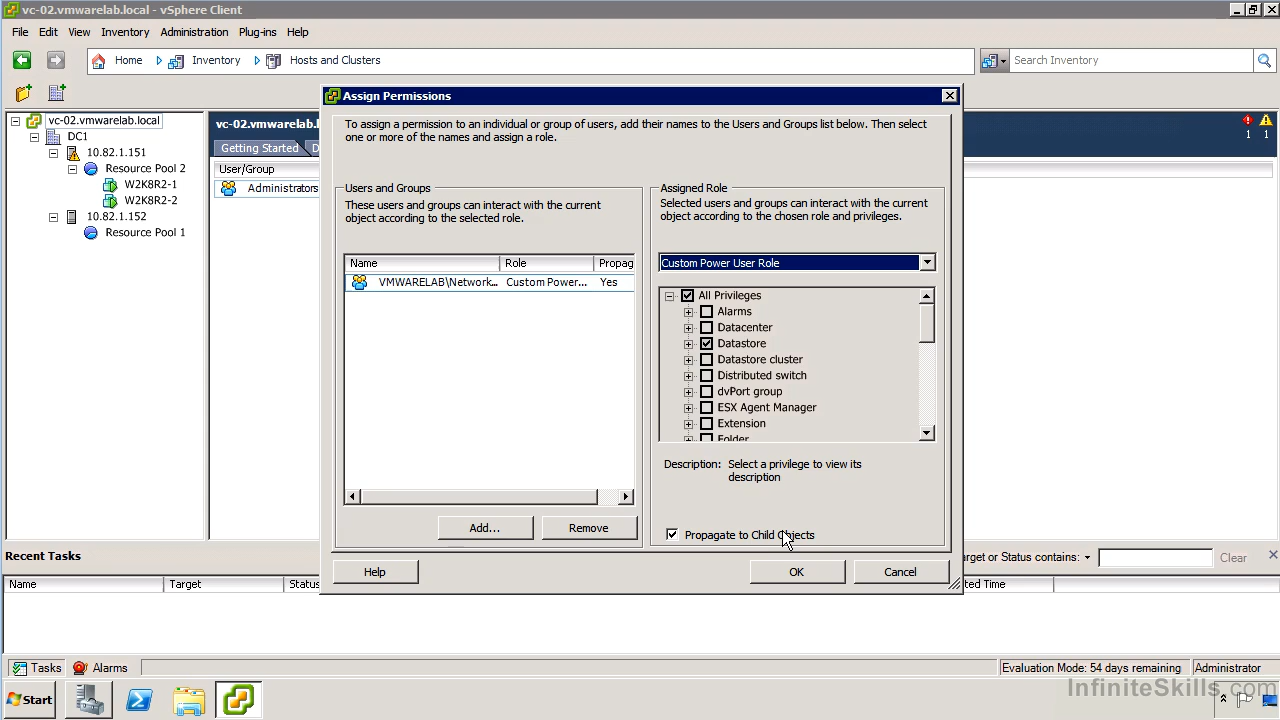 vc-02.vmwarelab.local - vSphere Client
File Edit View Inventory Administration Plug-ins Help
Home Inventory Hosts and Clusters
Search Inventory
vc-02.vmwarelab.local
DC1
10.82.1.151
Resource Pool 2
W2K8R2-1
W2K8R2-2
10.82.1.152
Resource Pool 1
vc-02.vmwarelab.l
Getting Started D
User/Group
Administrators
1 1
Assign Permissions
To assign a permission to an individual or group of users, add their names to the Users and Groups list below. Then select
one or more of the names and assign a role.
Users and Groups
These users and groups can interact with the current
object according to the selected role.
Name Role Propag
VMWARELAB\Network... Custom Power... Yes
Add... Remove
Assigned Role
Selected users and groups can interact with the current
object according to the chosen role and privileges.
Custom Power User Role
All Privileges
Alarms
Datacenter
Datastore
Datastore cluster
Distributed switch
dvPort group
ESX Agent Manager
Extension
Folder
Description: Select a privilege to view its
description
Propagate to Child Objects
Help OK Cancel
Recent Tasks
arget or Status contains: Clear
Name Target Status
ted Time
Tasks Alarms
Evaluation Mode: 54 days remaining Administrator
Start
InfiniteSkills.com